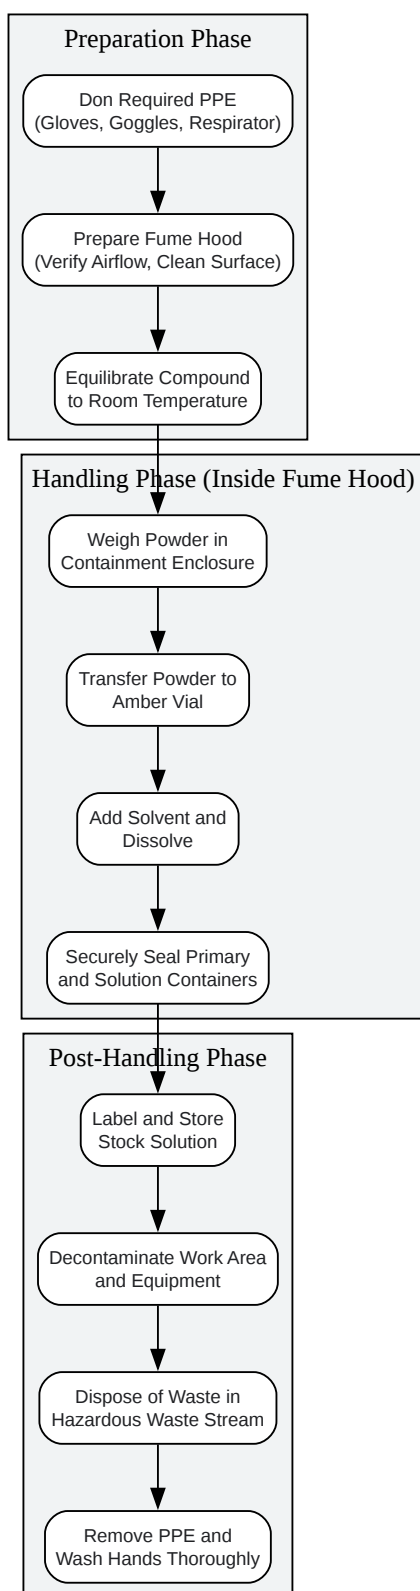 Preparation Phase
Don Required PPE
(Gloves, Goggles, Respirator)
Prepare Fume Hood
(Verify Airflow, Clean Surface)
Equilibrate Compound
to Room Temperature
Handling Phase (Inside Fume Hood)
Weigh Powder in
Containment Enclosure
Transfer Powder to
Amber Vial
Add Solvent and
Dissolve
Securely Seal Primary
and Solution Containers
Post-Handling Phase
Label and Store
Stock Solution
Decontaminate Work Area
and Equipment
Dispose of Waste in
Hazardous Waste Stream
Remove PPE and
Wash Hands Thoroughly